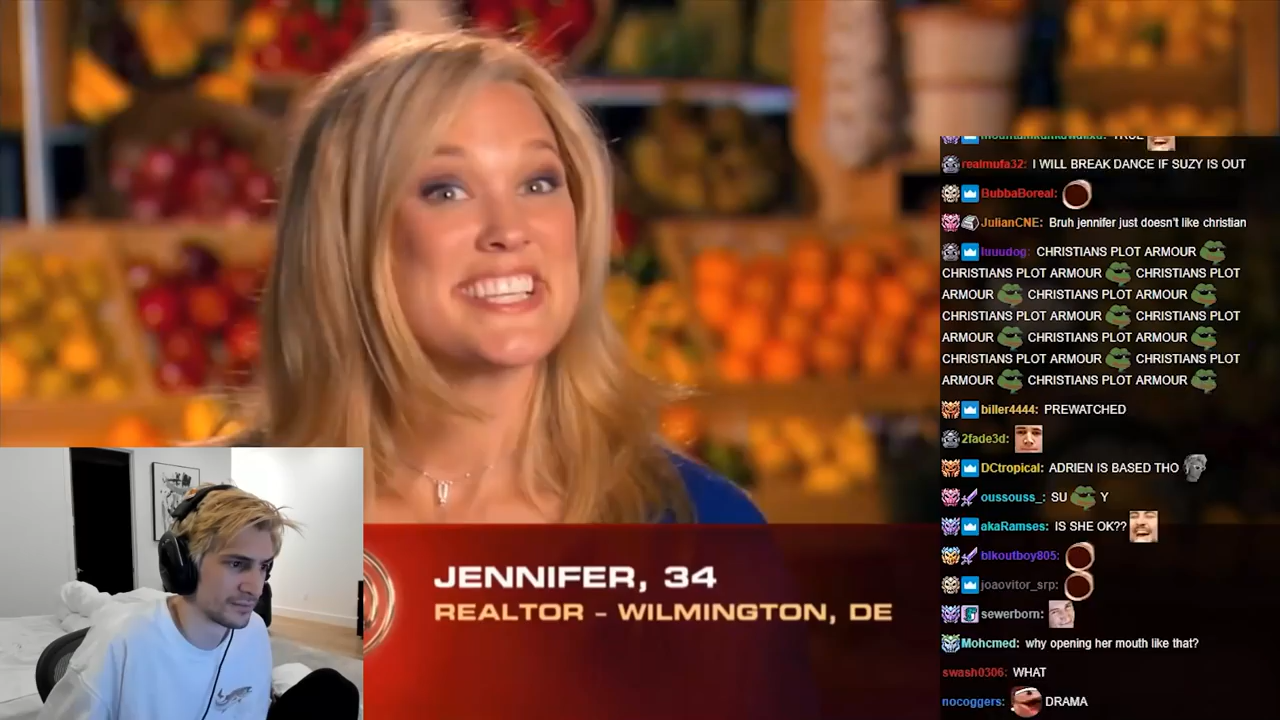 JENNIFER, 34
REALTOR – WILMINGTON, DE
TRUE
realmufa32: I WILL BREAK DANCE IF SUZY IS OUT
BubbaBoreal:
JulianCNE: Bruh jennifer just doesn't like christian
luuudog: CHRISTIANS PLOT ARMOUR
CHRISTIANS PLOT ARMOUR CHRISTIANS PLOT
ARMOUR CHRISTIANS PLOT ARMOUR
CHRISTIANS PLOT ARMOUR CHRISTIANS PLOT
ARMOUR CHRISTIANS PLOT ARMOUR
CHRISTIANS PLOT ARMOUR CHRISTIANS PLOT
ARMOUR CHRISTIANS PLOT ARMOUR
biller4444: PREWATCHED
2fade3d:
DCtropical: ADRIEN IS BASED THO
oussouss_: SU Y
akaRamses: IS SHE OK??
blkoutboy805:
joaovitor_srp:
sewerborn:
Mohcmed: why opening her mouth like that?
swash0306: WHAT
nocoggers: DRAMA